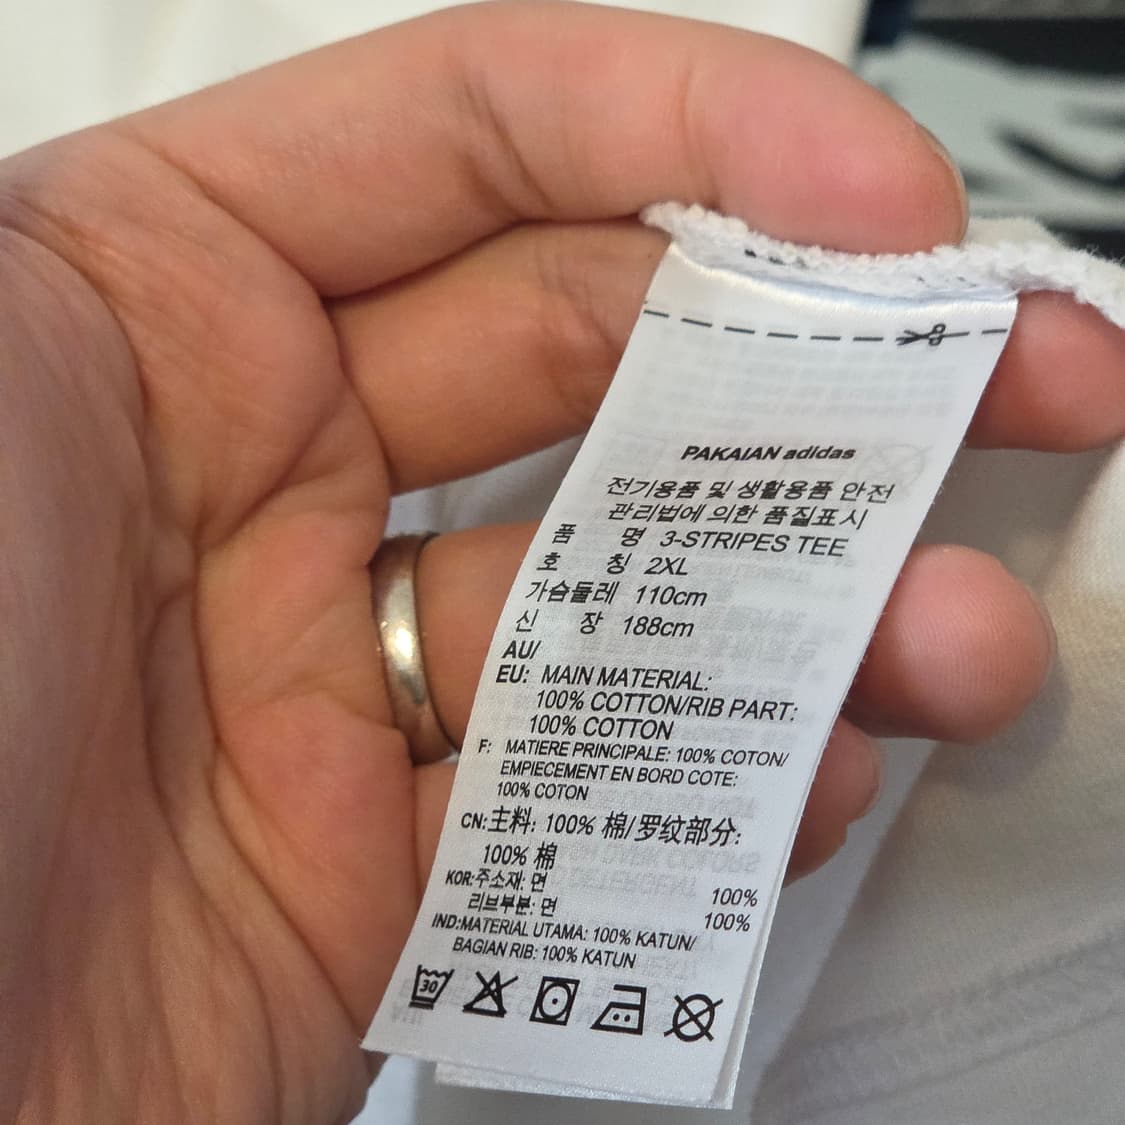 PAKAIAN adidas
전기용품 및 생활용품 안전
관리법에 의한 품질표시
품 명 3-STRIPES TEE
호 칭 2XL
가슴둘레 110cm
신 장 188cm
AU/
EU: MAIN MATERIAL:
100% COTTON/RIB PART:
100% COTTON
F: MATIERE PRINCIPALE: 100% COTON/
EMPIECEMENT EN BORD COTE:
100% COTON
CN:主料: 100% 棉/罗纹部分:
100% 棉
KOR:주소재: 면 100%
리브부분: 면 100%
IND:MATERIAL UTAMA: 100% KATUN/
BAGIAN RIB: 100% KATUN
30